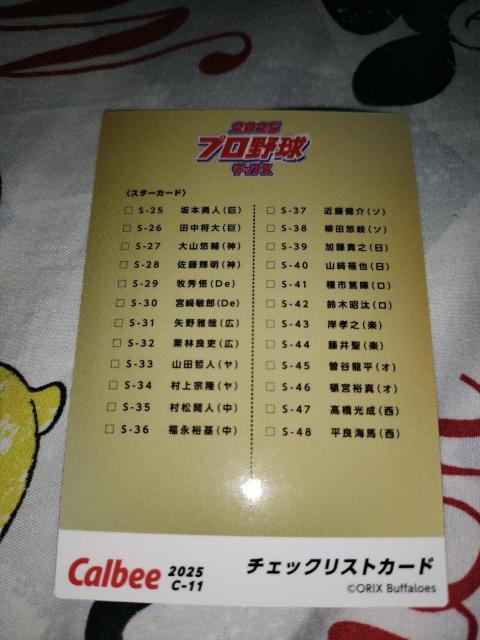 2025
プロ野球
チップス
〈スターカード〉
□ S-25 坂本勇人(巨)
□ S-26 田中将大(巨)
□ S-27 大山悠輔(神)
□ S-28 佐藤輝明(神)
□ S-29 牧秀悟(De)
□ S-30 宮﨑敏郎(De)
□ S-31 矢野雅哉(広)
□ S-32 栗林良吏(広)
□ S-33 山田哲人(ヤ)
□ S-34 村上宗隆(ヤ)
□ S-35 村松開人(中)
□ S-36 福永裕基(中)
□ S-37 近藤健介(ソ)
□ S-38 柳田悠岐(ソ)
□ S-39 加藤貴之(日)
□ S-40 山﨑福也(日)
□ S-41 種市篤暉(ロ)
□ S-42 鈴木昭汰(ロ)
□ S-43 岸孝之(楽)
□ S-44 藤井聖(楽)
□ S-45 曽谷龍平(オ)
□ S-46 頓宮裕真(オ)
□ S-47 髙橋光成(西)
□ S-48 平良海馬(西)
Calbee 2025
C-11
チェックリストカード
©ORIX Buffaloes